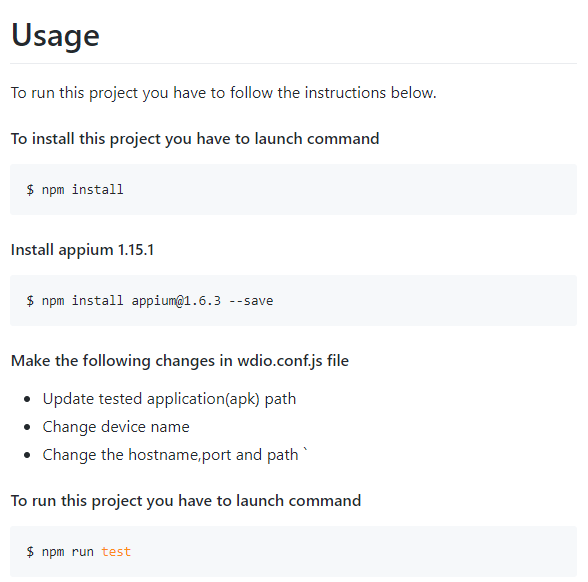 Usage
To run this project you have to follow the instructions below.
To install this project you have to launch command
$ npm install
Install appium 1.15.1
$ npm install appium@1.6.3 --save
Make the following changes in wdio.conf.js file
• Update tested application(apk) path
• Change device name
• Change the hostname,port and path `
To run this project you have to launch command
$ npm run test